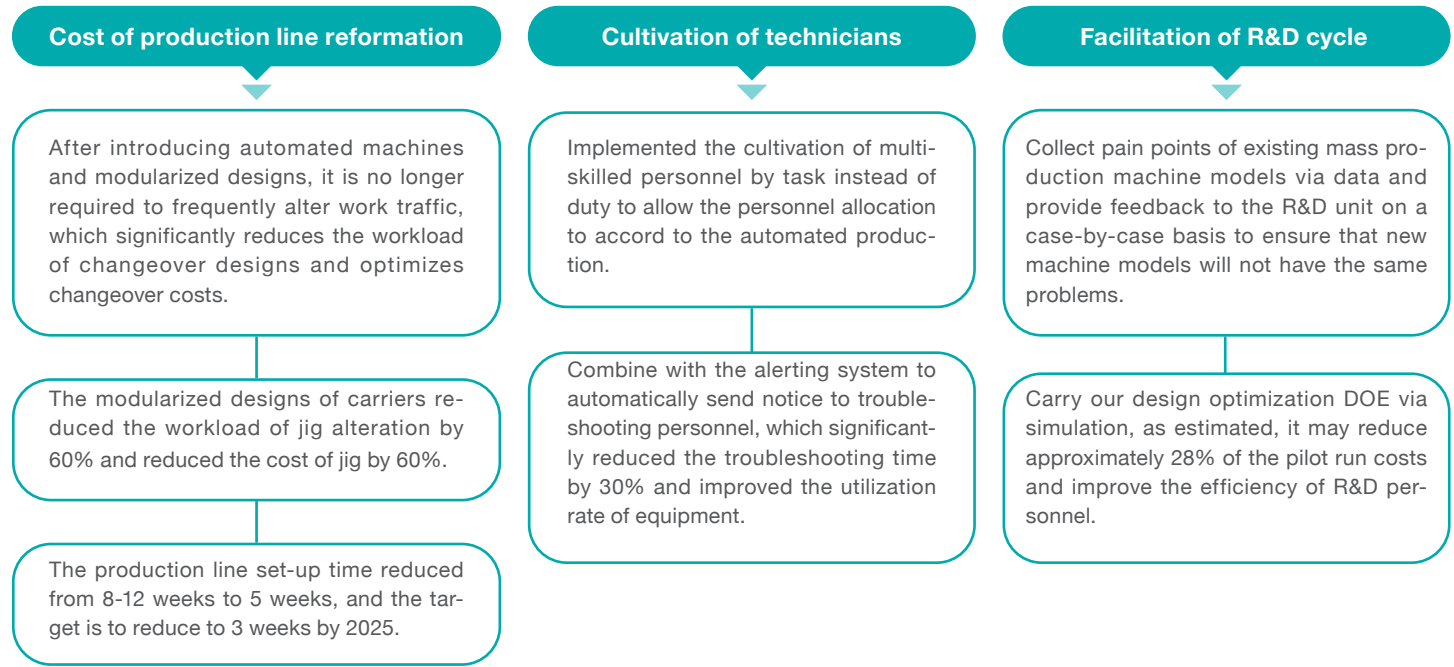 Cost of production line reformation
After introducing automated machines
and modularized designs, it is no longer
required to frequently alter work traffic,
which significantly reduces the workload
of changeover designs and optimizes
changeover costs.
The modularized designs of carriers re-
duced the workload of jig alteration by
60% and reduced the cost of jig by 60%.
The production line set-up time reduced
from 8-12 weeks to 5 weeks, and the tar-
get is to reduce to 3 weeks by 2025.
Cultivation of technicians
Implemented the cultivation of multi-
skilled personnel by task instead of
duty to allow the personnel allocation
to accord to the automated produc-
tion.
Combine with the alerting system to
automatically send notice to trouble-
shooting personnel, which significant-
ly reduced the troubleshooting time
by 30% and improved the utilization
rate of equipment.
Facilitation of R&D cycle
Collect pain points of existing mass pro-
duction machine models via data and
provide feedback to the R&D unit on a
case-by-case basis to ensure that new
machine models will not have the same
problems.
Carry our design optimization DOE via
simulation, as estimated, it may reduce
approximately 28% of the pilot run costs
and improve the efficiency of R&D per-
sonnel.